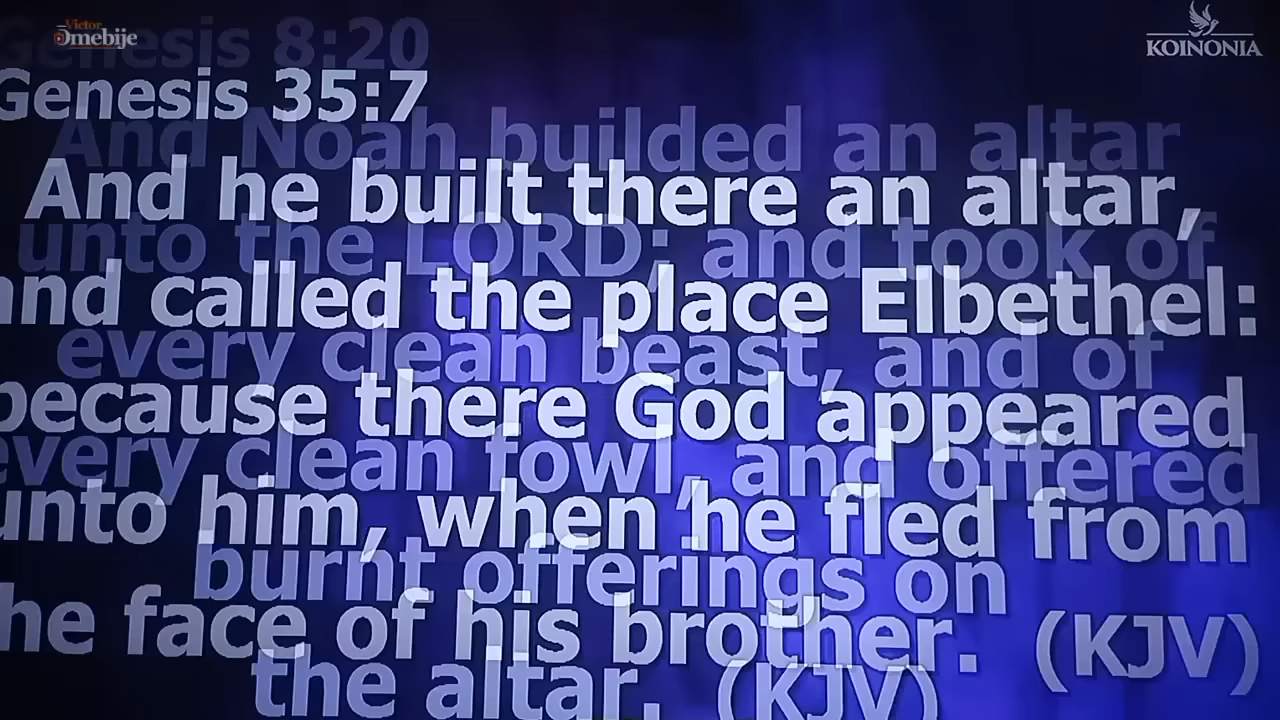 Victor
Omebije
KOINONIA
Genesis 8:20
Genesis 35:7
And Noah builded an altar
And he built there an altar,
unto the LORD; and took of
and called the place Elbethel:
every clean beast, and of
because there God appeared
every clean fowl, and offered
unto him, when he fled from
burnt offerings on
he face of his brother. (KJV)
the altar. (KJV)